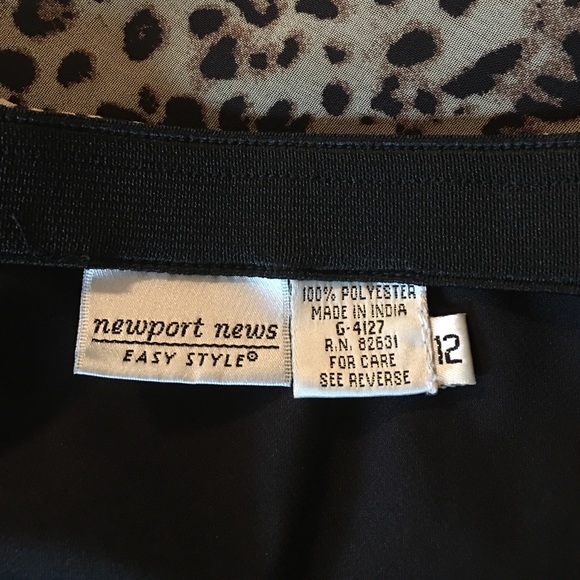 newport news
EASY STYLE®
100% POLYESTER
MADE IN INDIA
G-4127
R.N. 82631
FOR CARE
SEE REVERSE
12